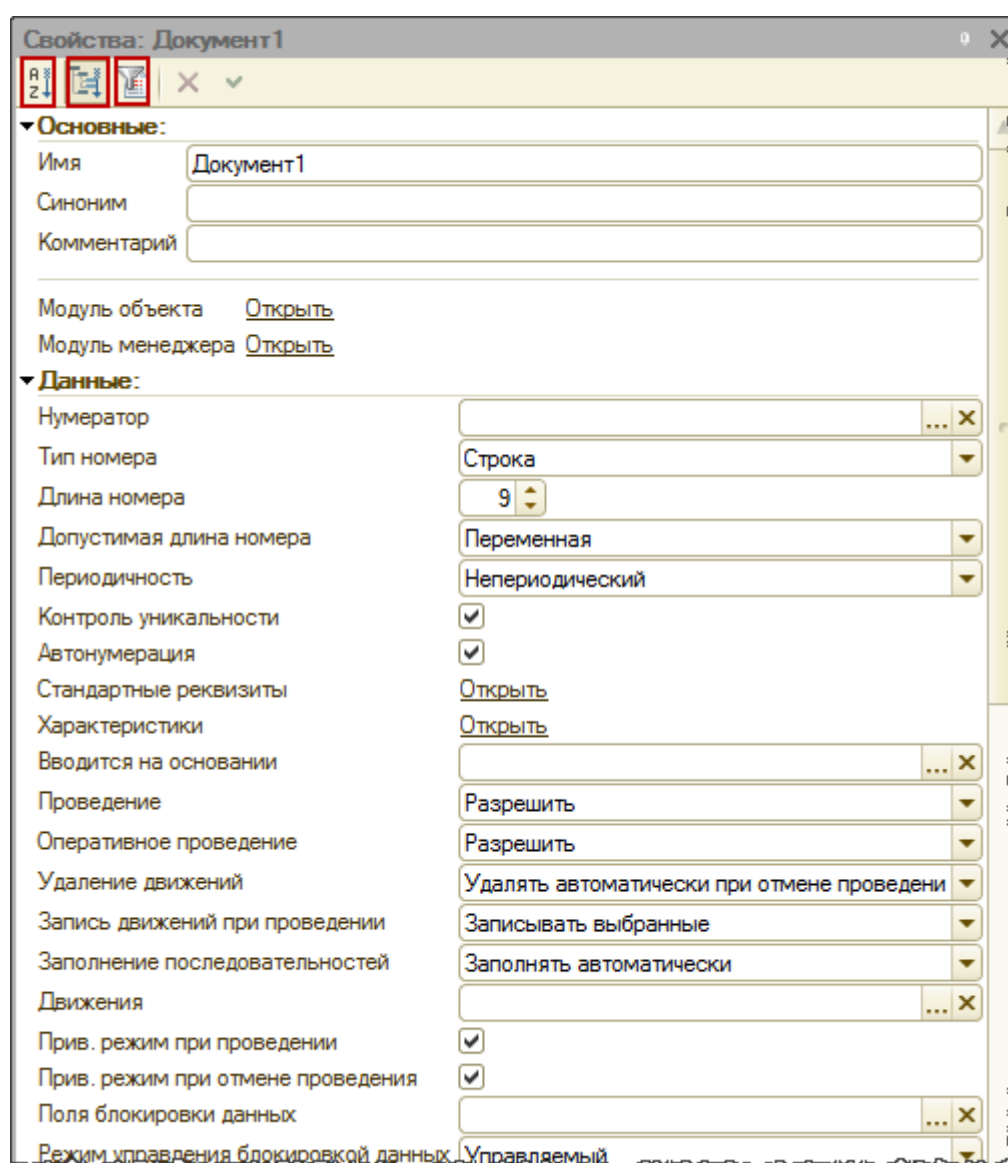 Свойства: Документ1
Основные:
Имя Документ1
Синоним
Комментарий
Модуль объекта Открыть
Модуль менеджера Открыть
Данные:
Нумератор ...
Тип номера Строка
Длина номера 9
Допустимая длина номера Переменная
Периодичность Непериодический
Контроль уникальности
Автонумерация
Стандартные реквизиты Открыть
Характеристики Открыть
Вводится на основании ...
Проведение Разрешить
Оперативное проведение Разрешить
Удаление движений Удалять автоматически при отмене проведени
Запись движений при проведении Записывать выбранные
Заполнение последовательностей Заполнять автоматически
Движения ...
Прив. режим при проведении
Прив. режим при отмене проведения
Поля блокировки данных ...
Режим управления блокировкой данных Управляемый